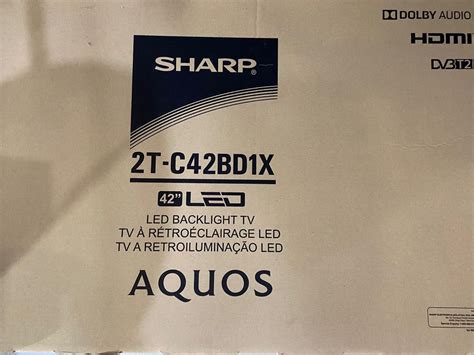 DOLBY AUDIO
HDMI
DVB T2
SHARP®
2T-C42BD1X
42" LED
LED BACKLIGHT TV
TV À RÉTROÉCLAIRAGE LED
TV A RETROILUMINAÇÃO LED
AQUOS